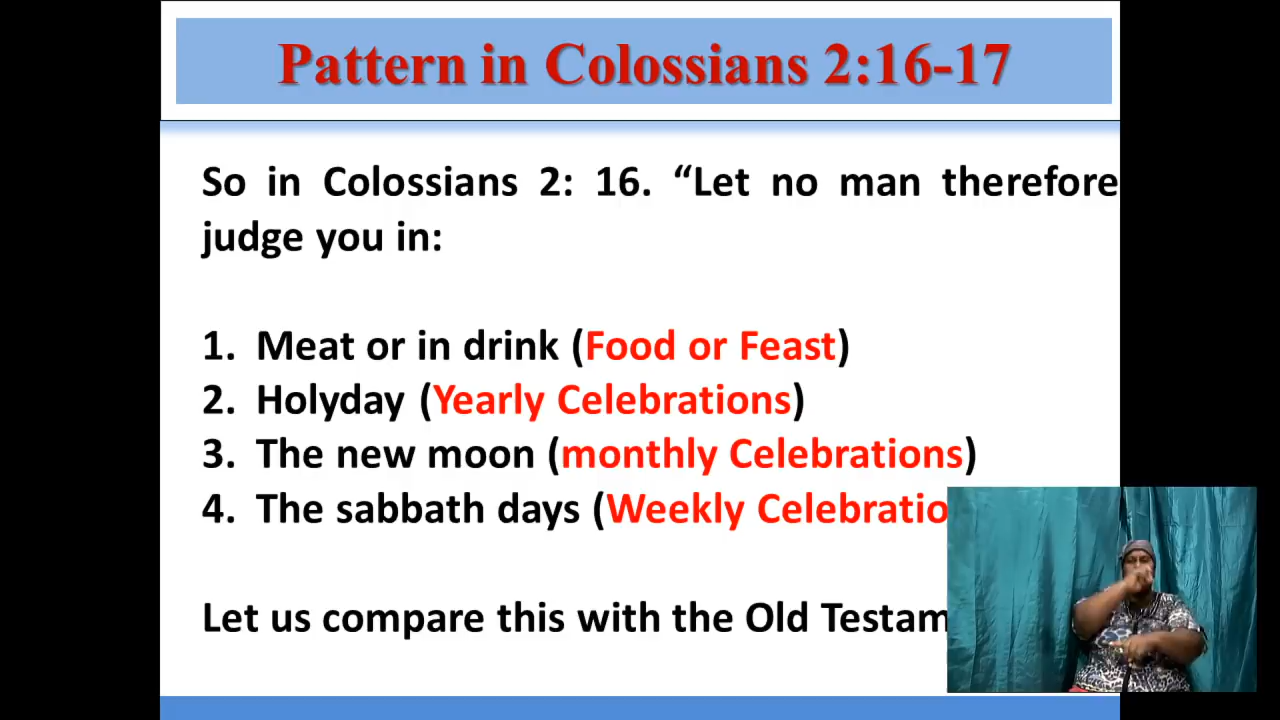 Pattern in Colossians 2:16-17
So in Colossians 2: 16. “Let no man therefore
judge you in:
1. Meat or in drink (Food or Feast)
2. Holyday (Yearly Celebrations)
3. The new moon (monthly Celebrations)
4. The sabbath days (Weekly
Let us compare this with the Old